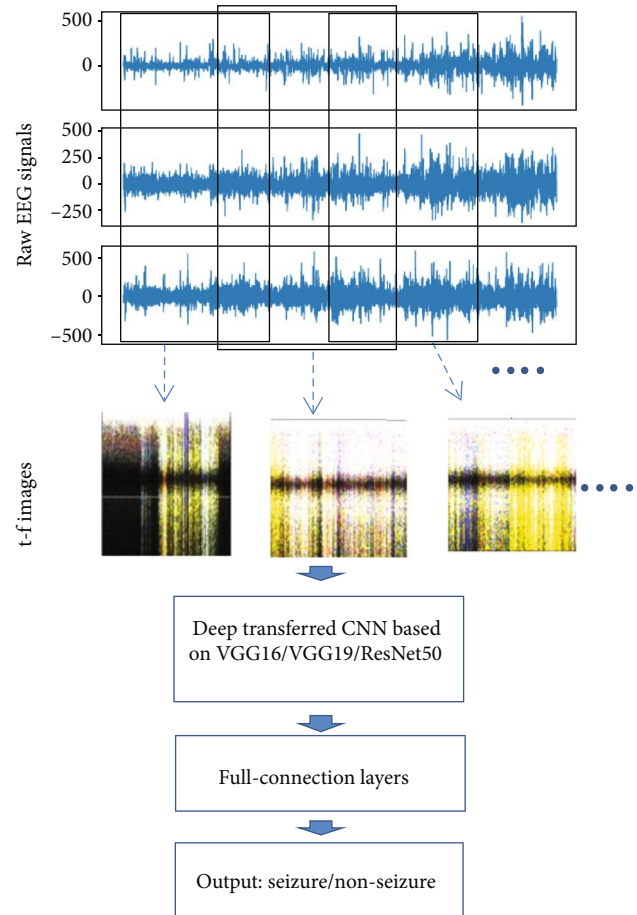 Raw EEG signals
500
0
500
250
0
−250
500
0
−500
t-f images
Deep transferred CNN based
on VGG16/VGG19/ResNet50
Full-connection layers
Output: seizure/non-seizure